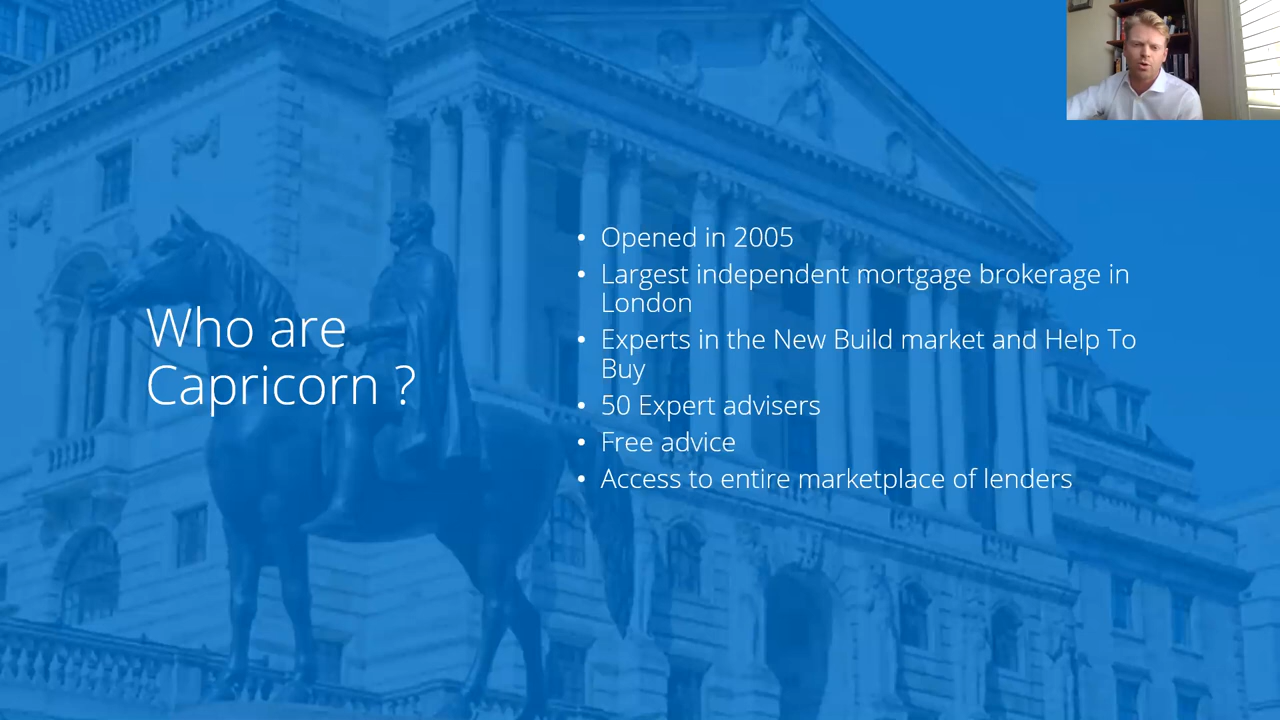 Who are
Capricorn ?
• Opened in 2005
• Largest independent mortgage brokerage in
London
• Experts in the New Build market and Help To
Buy
• 50 Expert advisers
• Free advice
• Access to entire marketplace of lenders